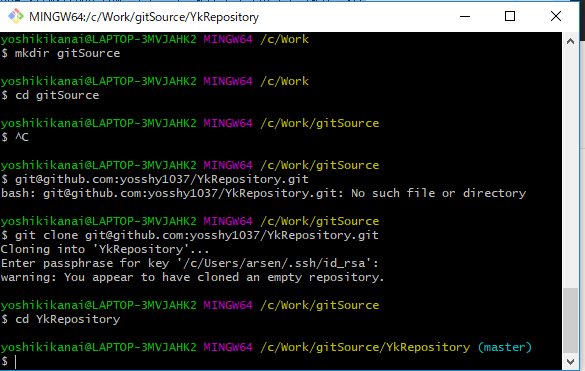 MINGW64:/c/Work/gitSource/YkRepository
yoshikikanai@LAPTOP-3MVJAHK2 MINGW64 /c/Work
$ mkdir gitSource
yoshikikanai@LAPTOP-3MVJAHK2 MINGW64 /c/Work
$ cd gitSource
yoshikikanai@LAPTOP-3MVJAHK2 MINGW64 /c/Work/gitSource
$ ^C
yoshikikanai@LAPTOP-3MVJAHK2 MINGW64 /c/Work/gitSource
$ git@github.com:yosshy1037/YkRepository.git
bash: git@github.com:yosshy1037/YkRepository.git: No such file or directory
yoshikikanai@LAPTOP-3MVJAHK2 MINGW64 /c/Work/gitSource
$ git clone git@github.com:yosshy1037/YkRepository.git
Cloning into 'YkRepository'...
Enter passphrase for key '/c/Users/arsen/.ssh/id_rsa':
warning: You appear to have cloned an empty repository.
yoshikikanai@LAPTOP-3MVJAHK2 MINGW64 /c/Work/gitSource
$ cd YkRepository
yoshikikanai@LAPTOP-3MVJAHK2 MINGW64 /c/Work/gitSource/YkRepository (master)
$